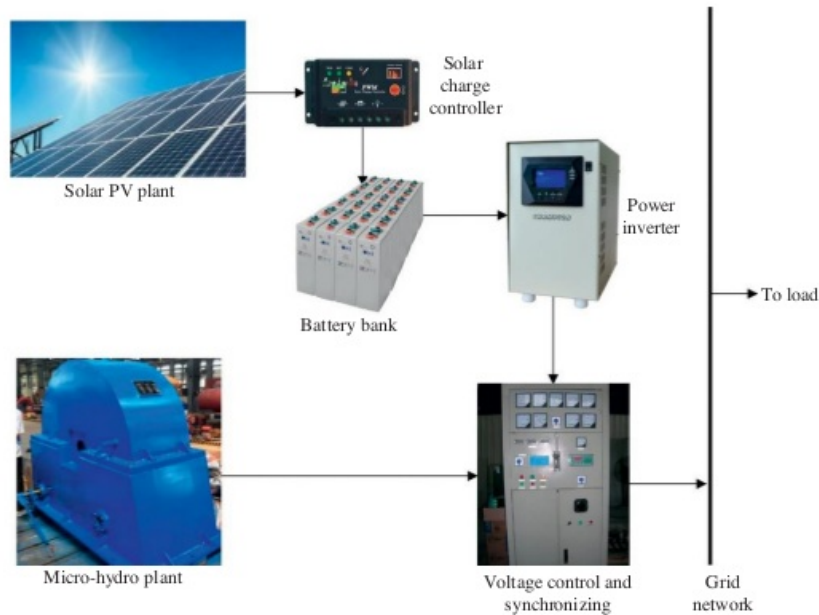 Solar
charge
controller
PWM
Solar PV plant
Power
inverter
Battery bank
To load
Micro-hydro plant
Voltage control and
synchronizing
Grid
network